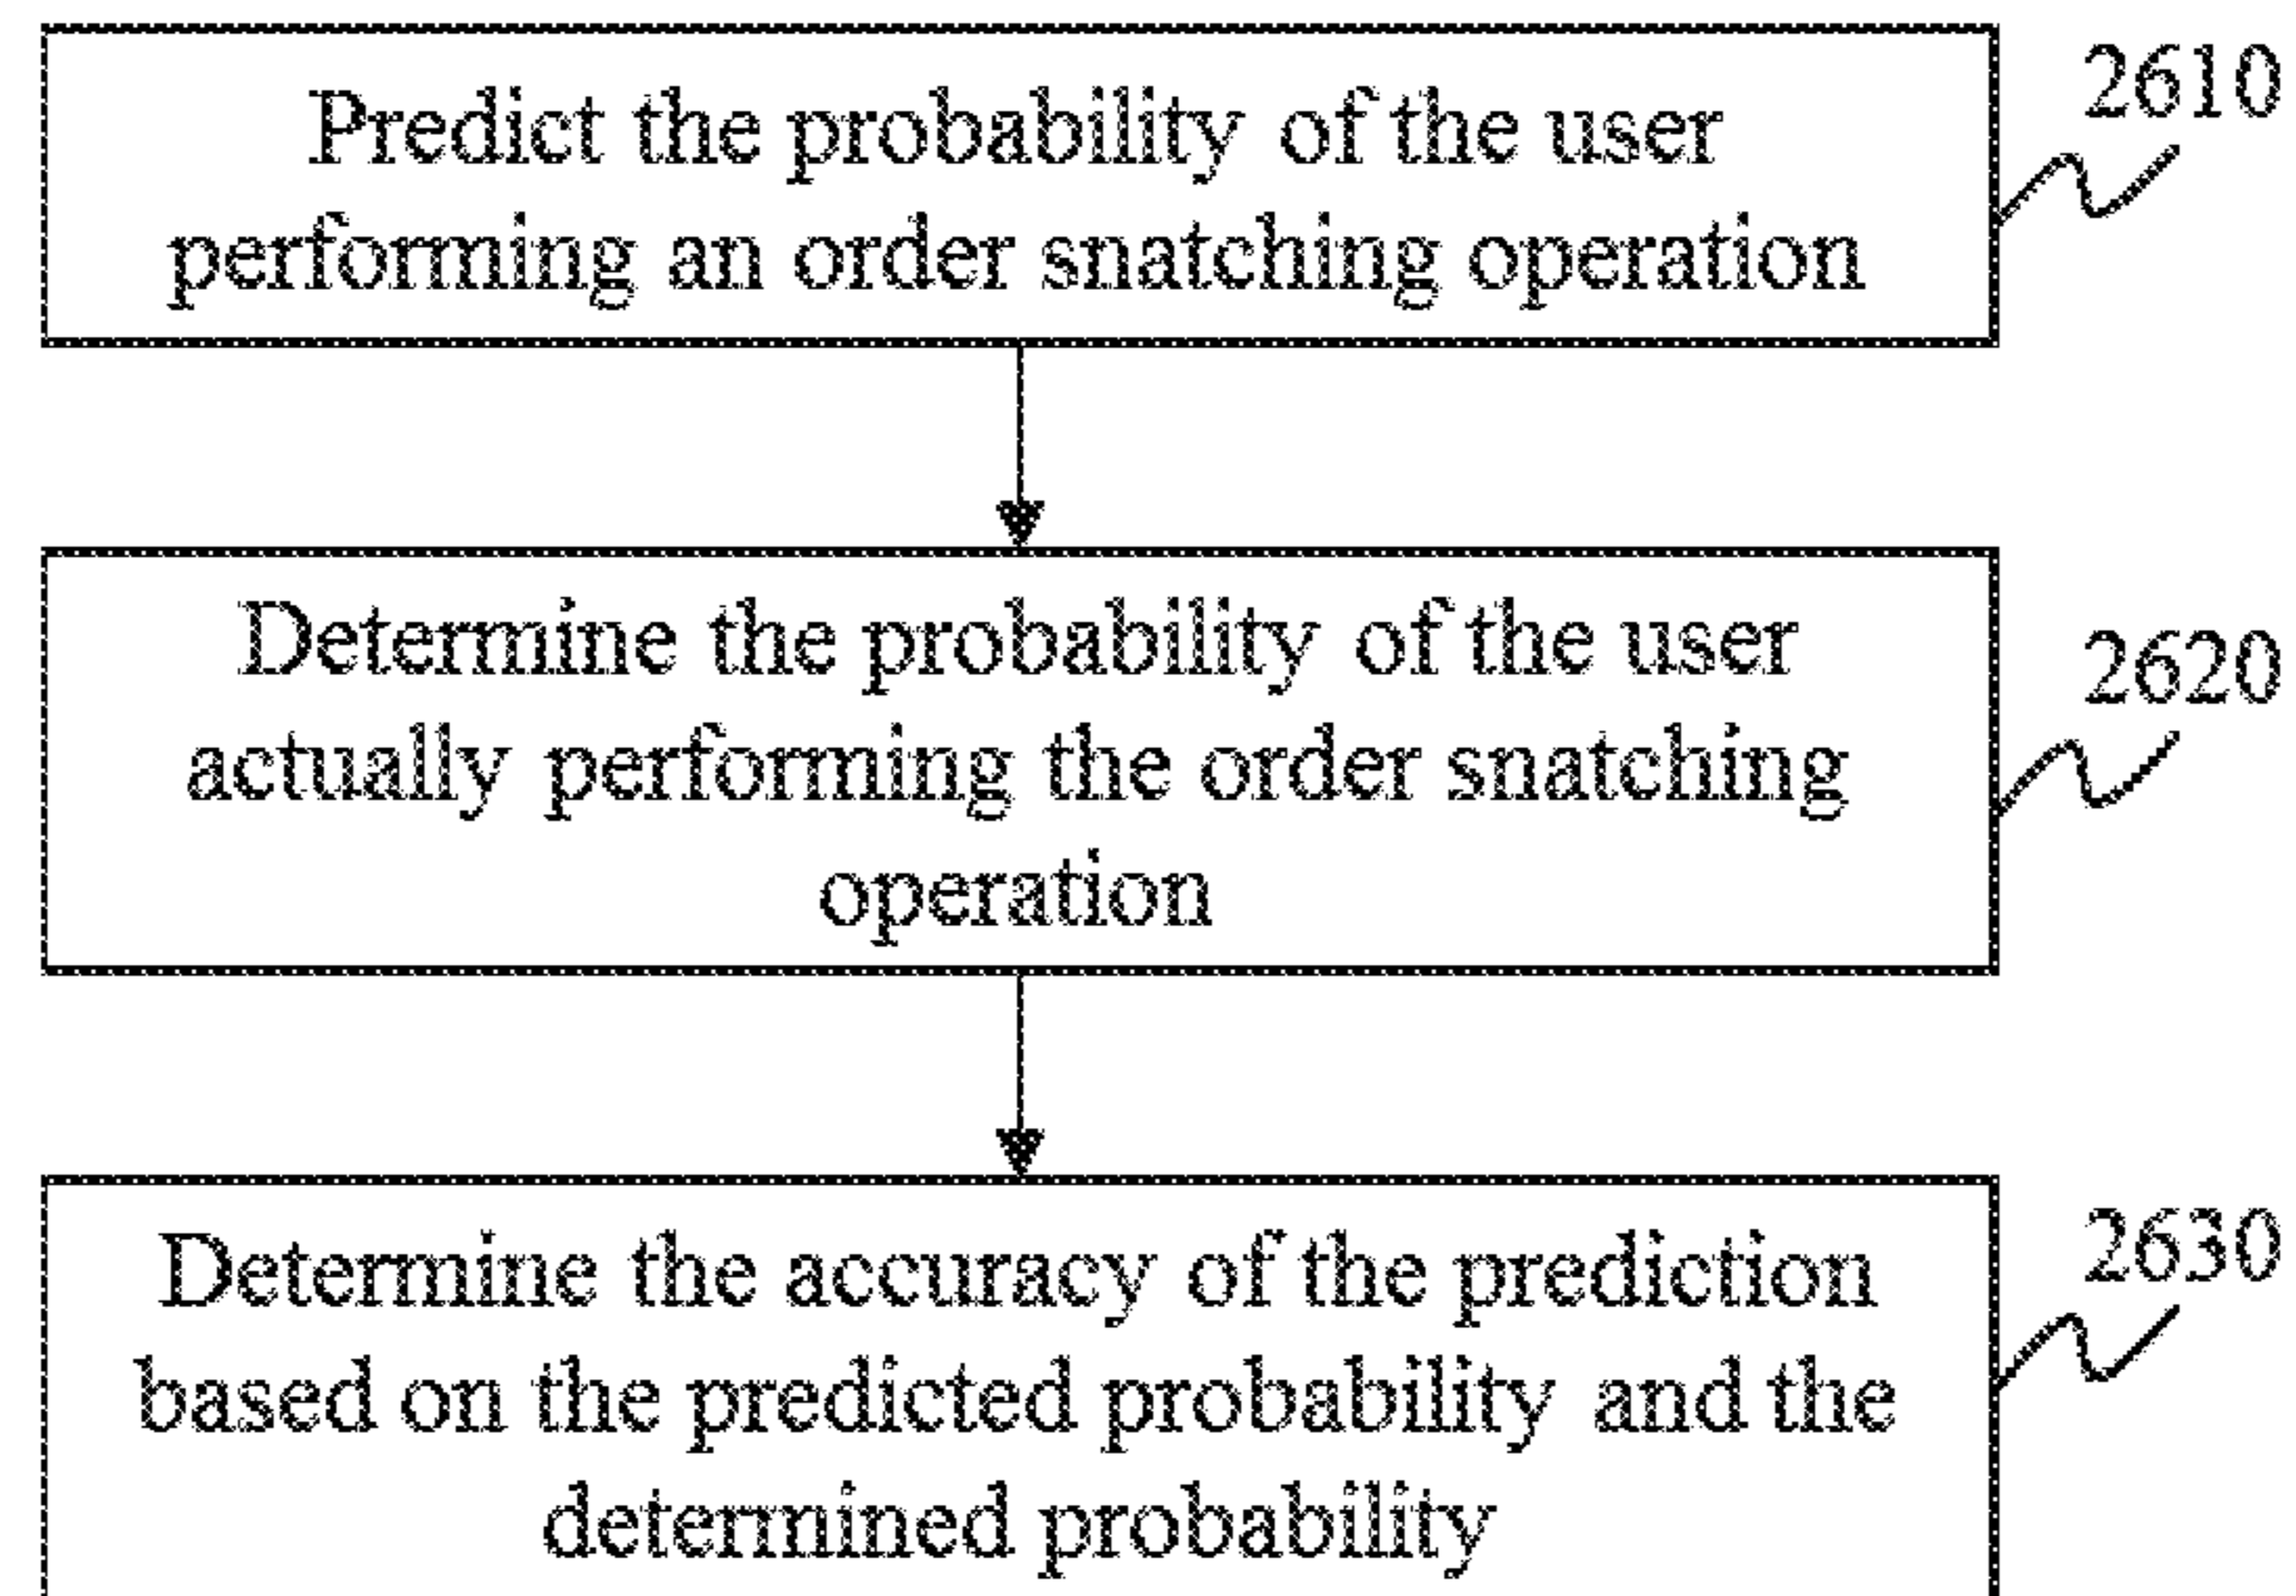 Predict the probability of the user
performing an order snatching operation
2610
Determine the probability of the user
actually performing the order snatching
operation
2620
Determine the accuracy of the prediction
based on the predicted probability and the
determined probability
2630